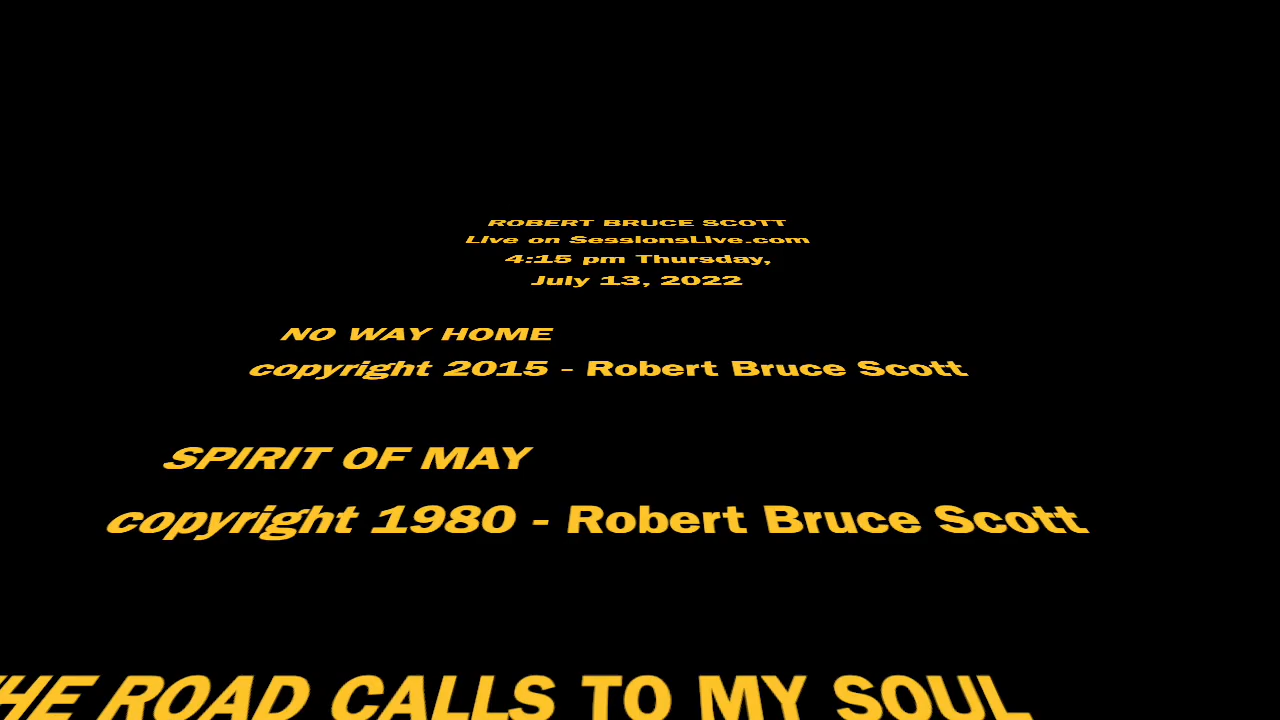 ROBERT BRUCE SCOTT
Live on SessionsLive.com
4:15 pm Thursday,
July 13, 2022
NO WAY HOME
copyright 2015 - Robert Bruce Scott
SPIRIT OF MAY
copyright 1980 - Robert Bruce Scott
HE ROAD CALLS TO MY SOUL